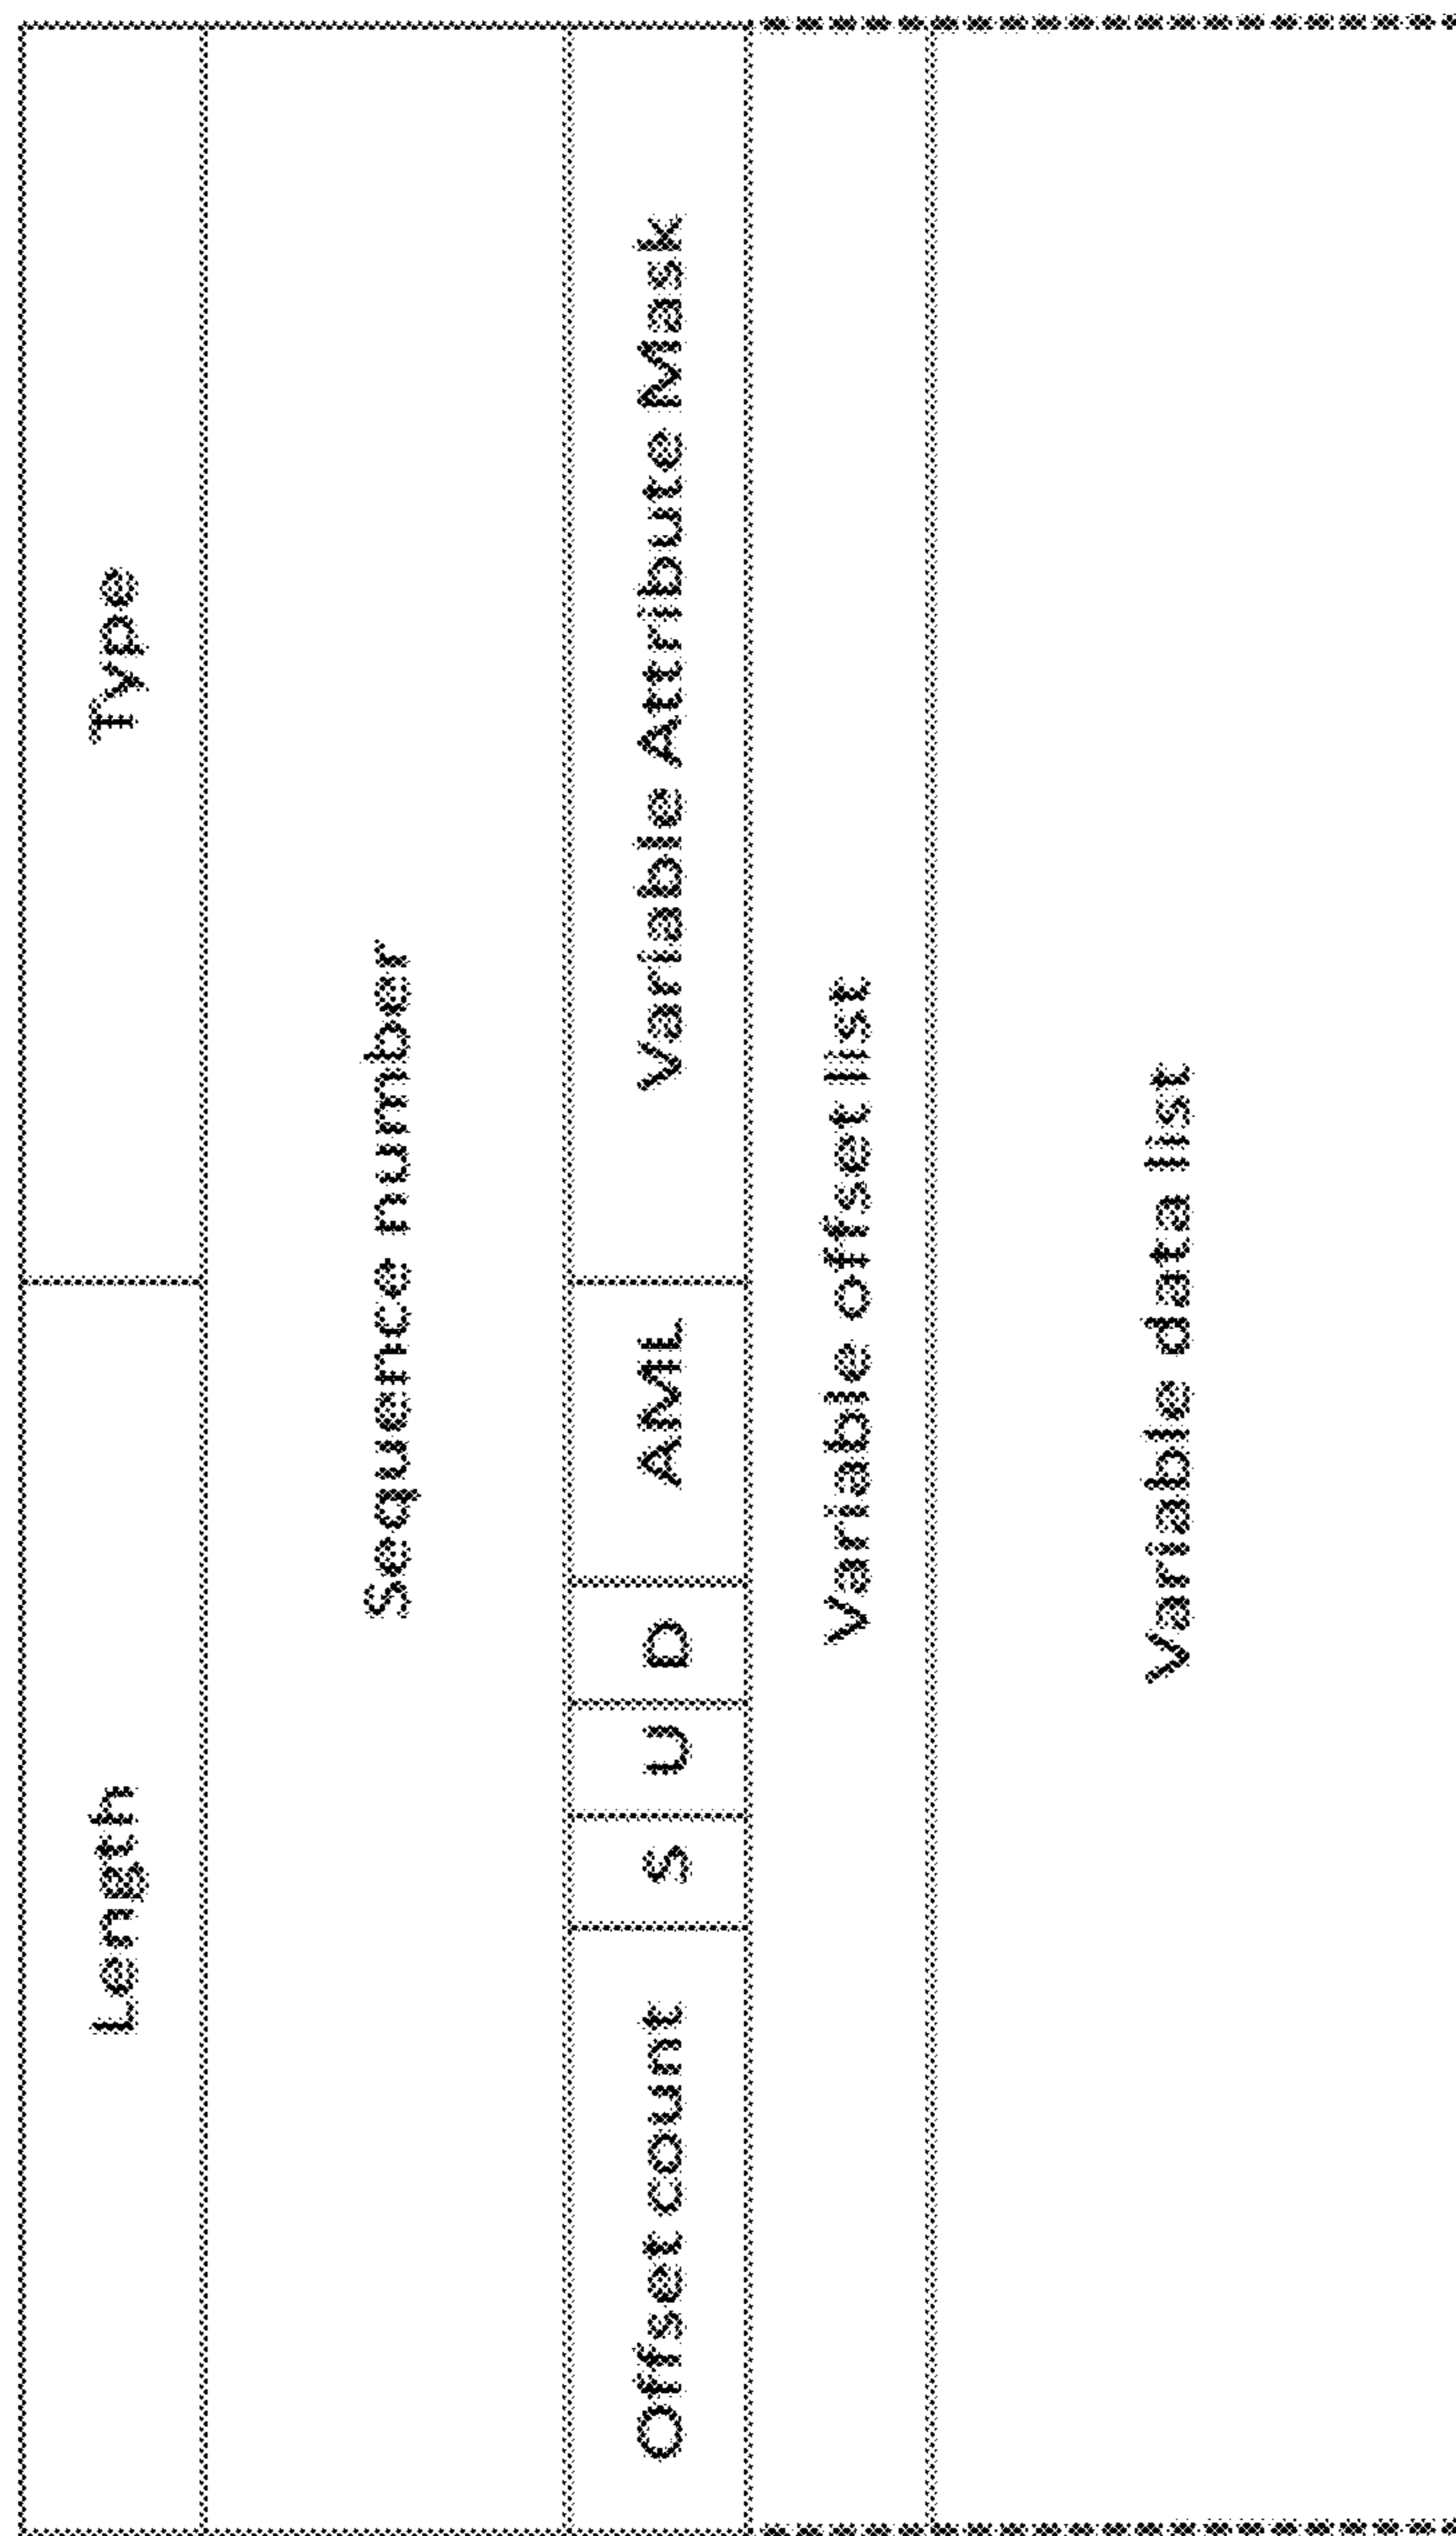 Length Type
Sequence number
Offset count S U D AML Variable Attribute Mask
Variable offset list
Variable data list